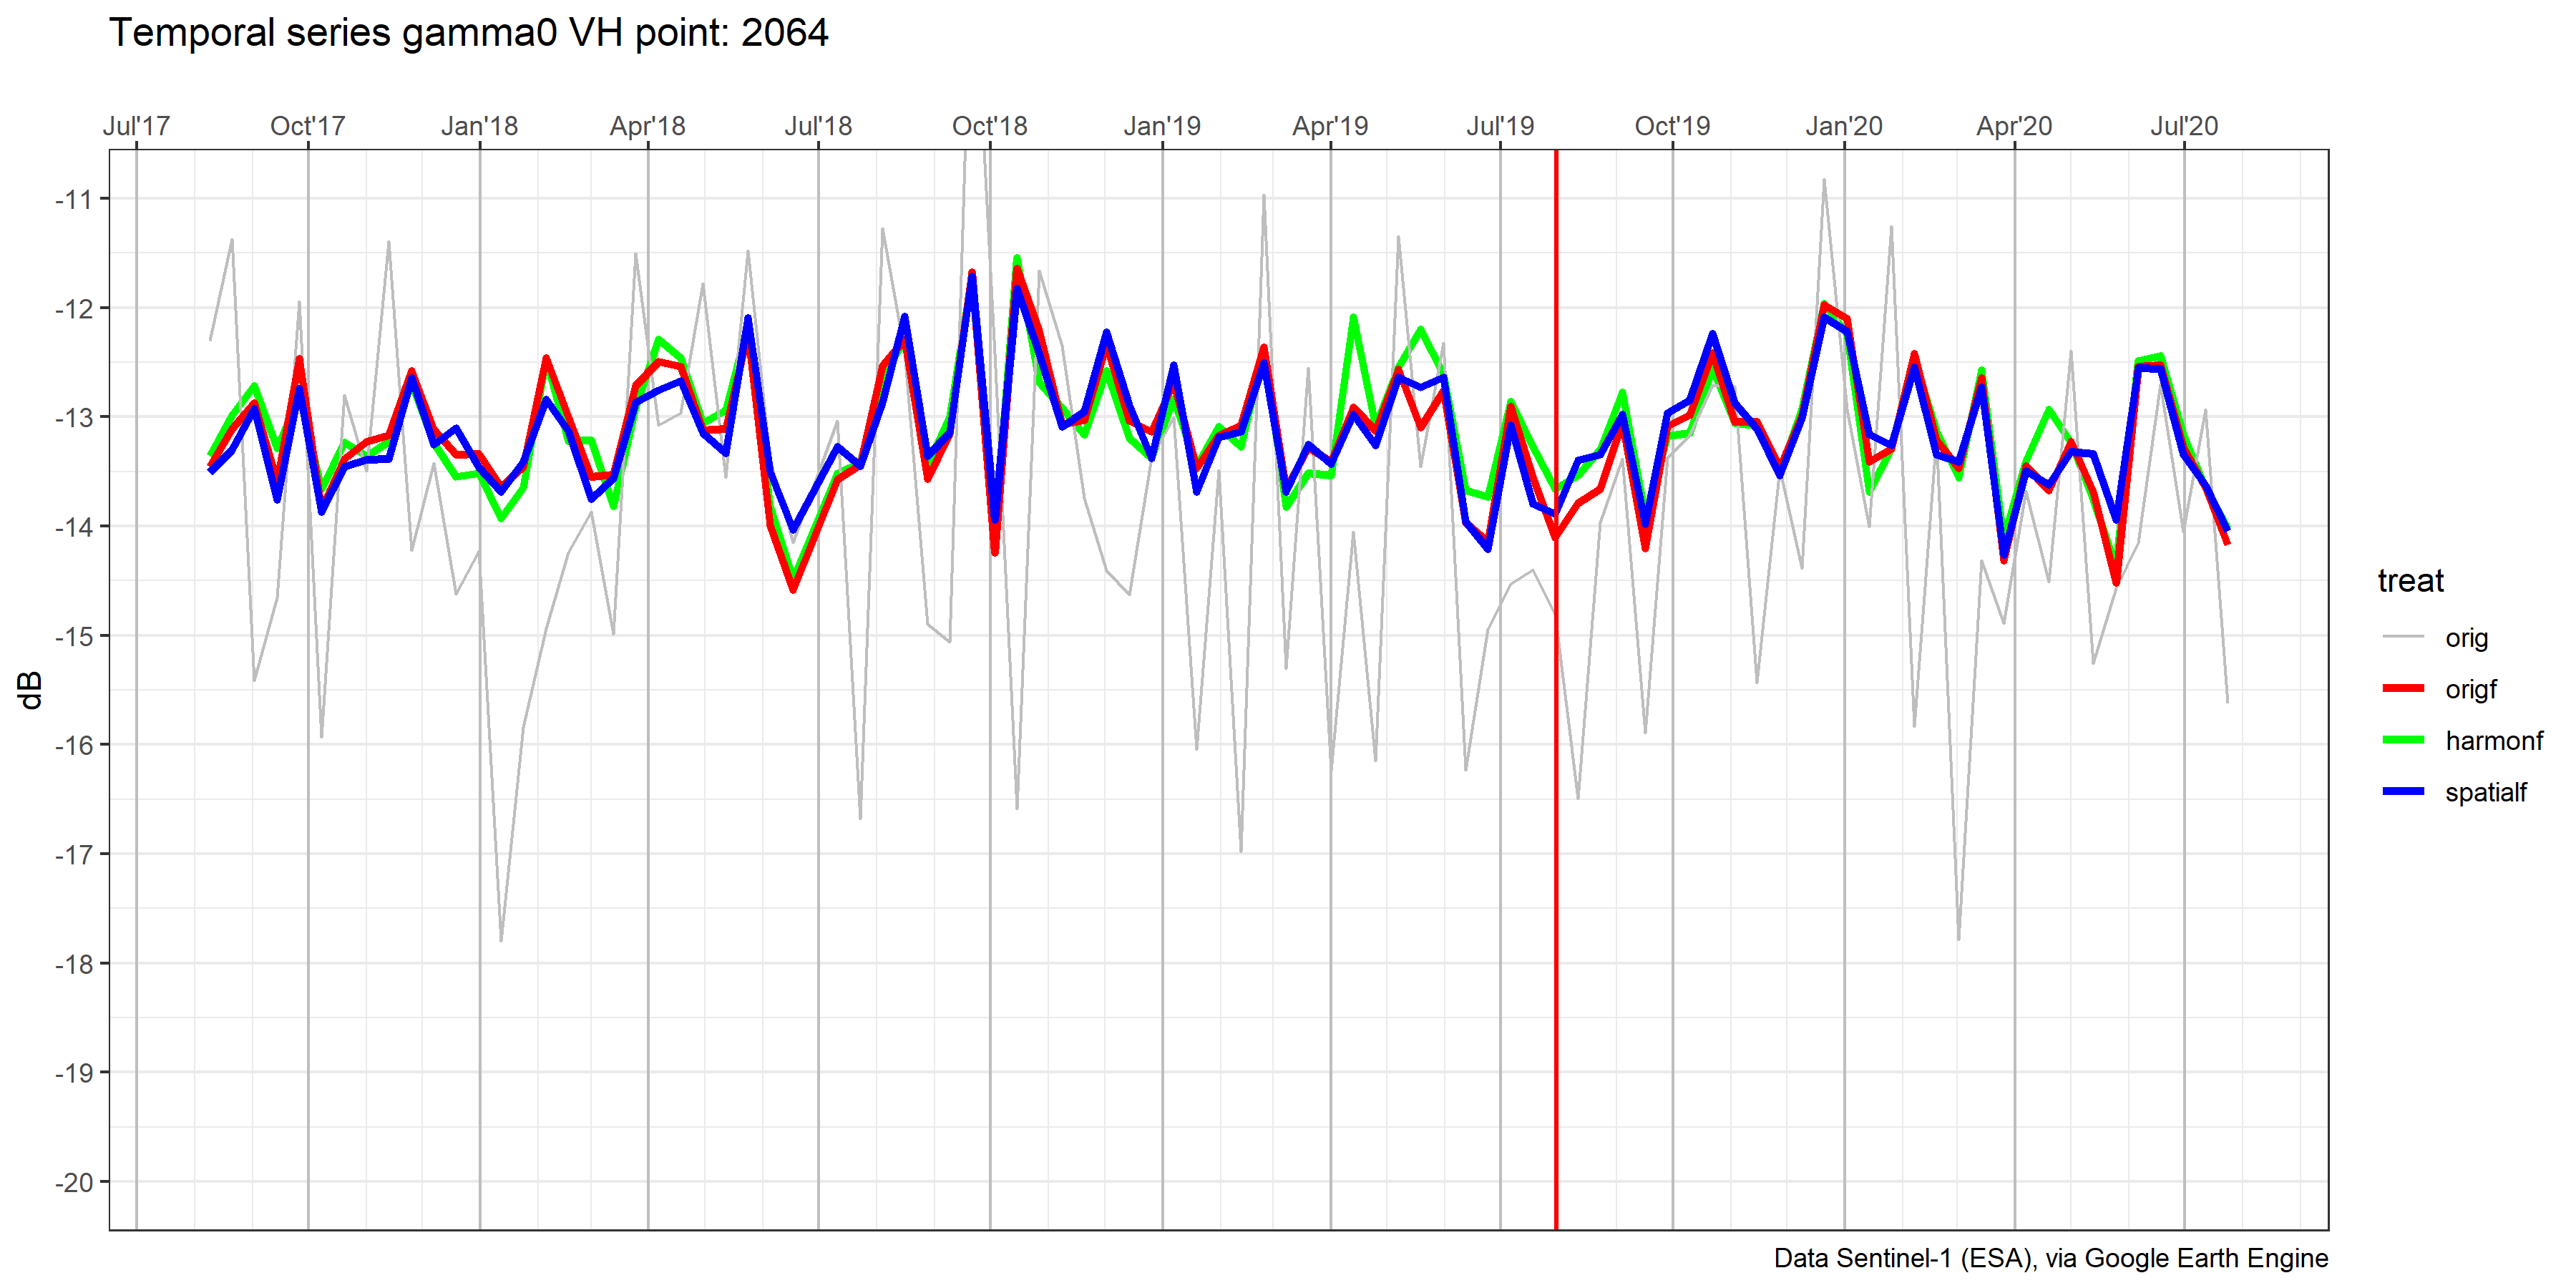 Temporal series gamma0 VH point: 2064
Jul'17 Oct'17 Jan'18 Apr'18 Jul'18 Oct'18 Jan'19 Apr'19 Jul'19 Oct'19 Jan'20 Apr'20 Jul'20
-11
-12
-13
-14
-15
-16
-17
-18
-19
-20
dB
treat
orig
origf
harmonf
spatialf
Data Sentinel-1 (ESA), via Google Earth Engine